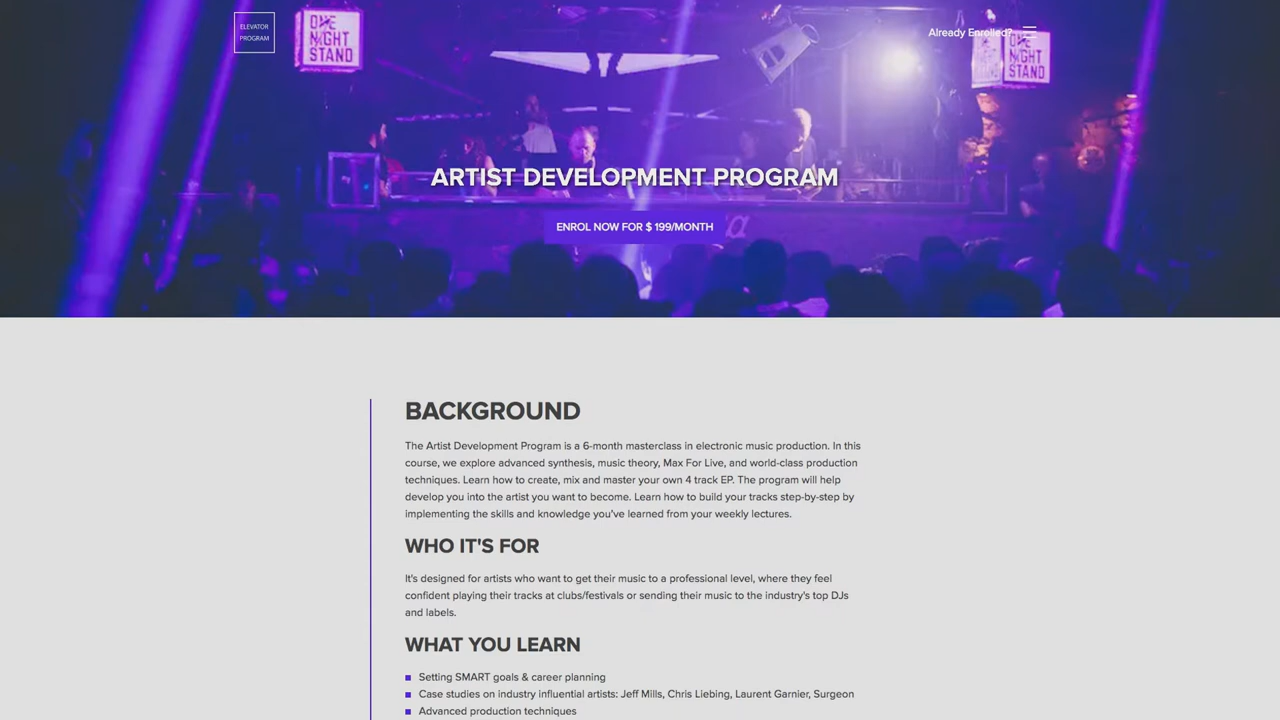 ELEVATOR
PROGRAM
ONE
NIGHT
STAND
Already Enrolled?
NIGHT
STAND
ARTIST DEVELOPMENT PROGRAM
ENROL NOW FOR $ 199/MONTH
BACKGROUND
The Artist Development Program is a 6-month masterclass in electronic music production. In this
course, we explore advanced synthesis, music theory, Max For Live, and world-class production
techniques. Learn how to create, mix and master your own 4 track EP. The program will help
develop you into the artist you want to become. Learn how to build your tracks step-by-step by
implementing the skills and knowledge you've learned from your weekly lectures.
WHO IT'S FOR
It's designed for artists who want to get their music to a professional level, where they feel
confident playing their tracks at clubs/festivals or sending their music to the industry's top DJs
and labels.
WHAT YOU LEARN
Setting SMART goals & career planning
Case studies on industry influential artists: Jeff Mills, Chris Liebing, Laurent Garnier, Surgeon
Advanced production techniques